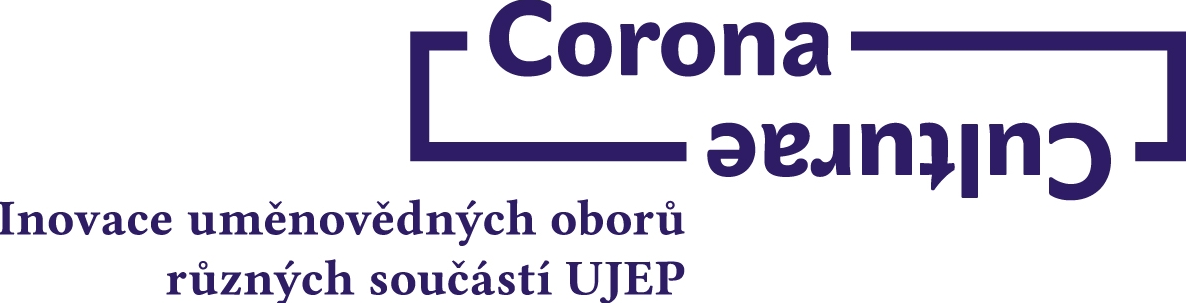 Corona
Culturae
Inovace uměnovědných oborů
různých součástí UJEP